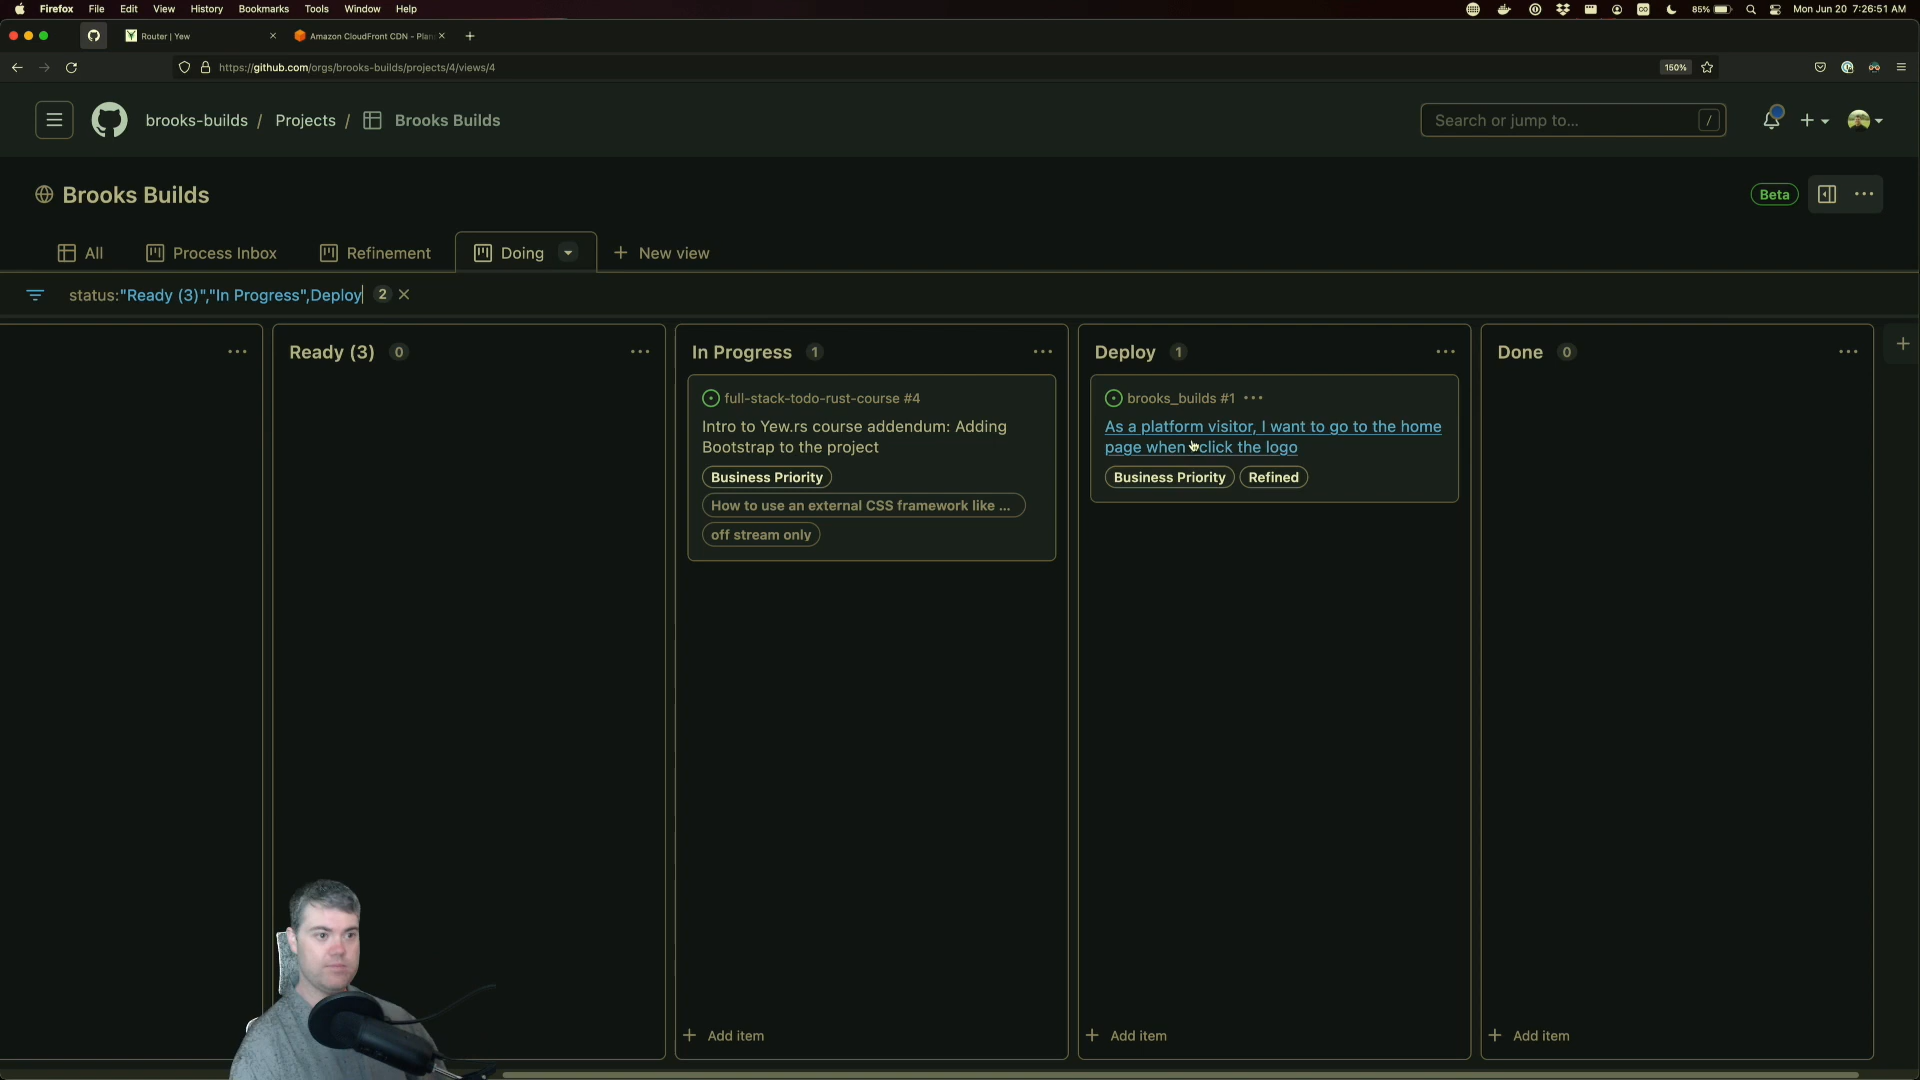 Firefox File Edit View History Bookmarks Tools Window Help
85% Mon Jun 20 7:26:51 AM
Router | Yew
Amazon CloudFront CDN - Plan
https://github.com/orgs/brooks-builds/projects/4/views/4
150%
brooks-builds / Projects / Brooks Builds
Search or jump to... /
Brooks Builds
Beta
All
Process Inbox
Refinement
Doing
New view
status:"Ready (3)","In Progress",Deploy 2
Ready (3) 0
In Progress 1
full-stack-todo-rust-course #4
Intro to Yew.rs course addendum: Adding
Bootstrap to the project
Business Priority
How to use an external CSS framework like ...
off stream only
Add item
Deploy 1
brooks_builds #1
As a platform visitor, I want to go to the home
page when click the logo
Business Priority Refined
Add item
Done 0
Add item